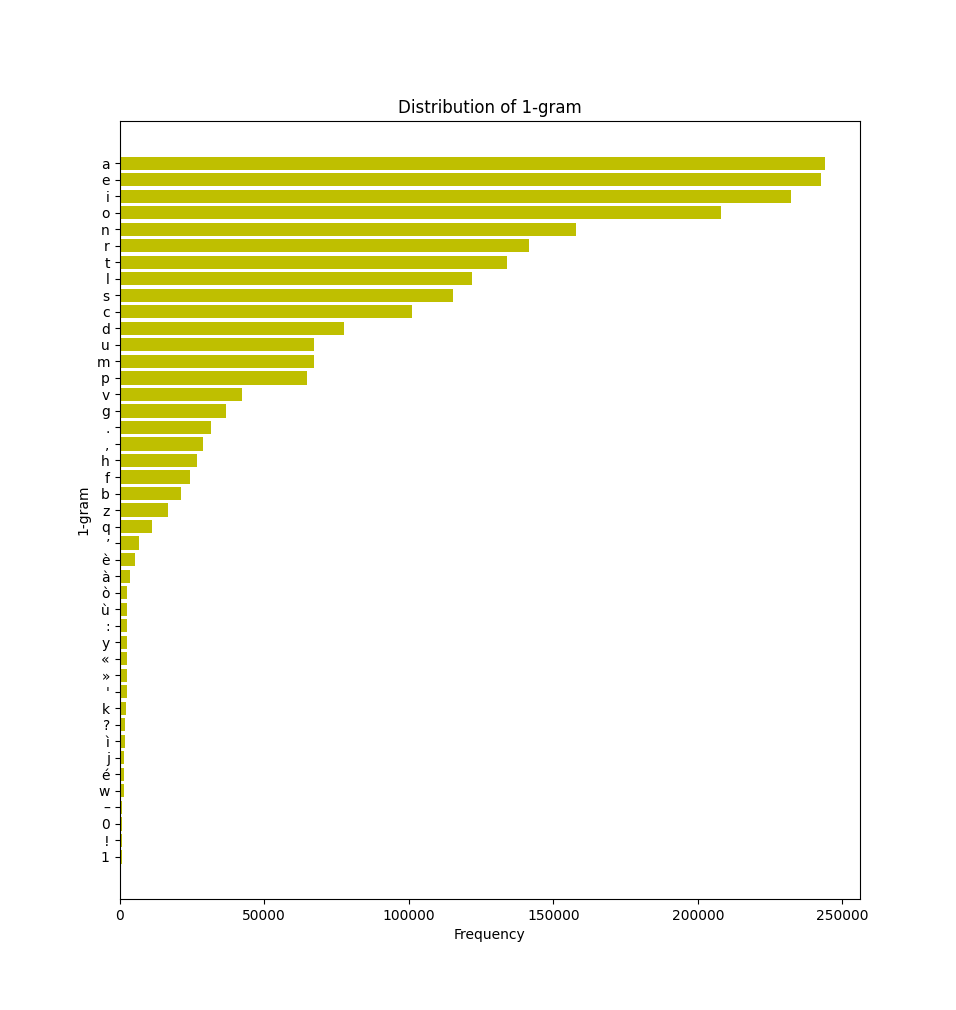 Distribution of 1-gram
a
e
i
o
n
r
t
l
s
c
d
u
m
p
v
g
.
,
h
f
b
z
q
’
è
à
ò
ù
:
y
«
»
'
k
?
ì
j
é
w
–
0
!
1
1-gram
0 50000 100000 150000 200000 250000
Frequency